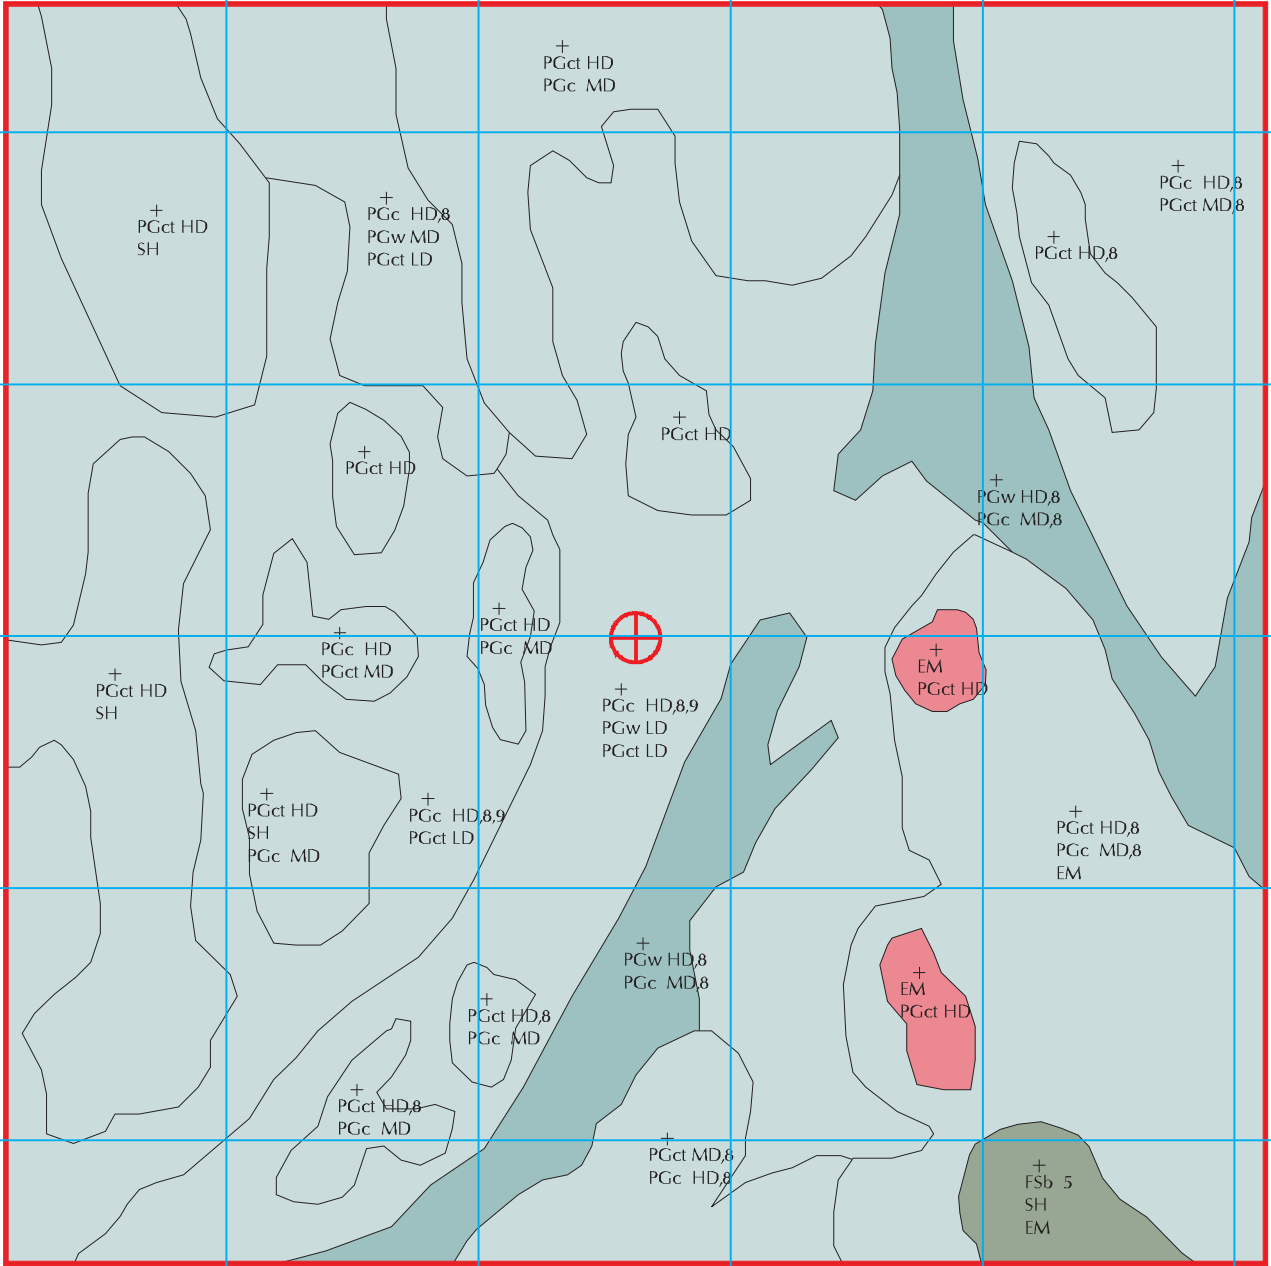 PGct HD
PGc MD
PGc HD,8
PGct MD,8
PGct HD
SH
PGc HD,8
PGw MD
PGct LD
PGct HD,8
PGct HD
PGct HD
PGw HD,8
PGc MD,8
PGct HD
PGc MD
PGc HD
PGct MD
EM
PGct HD
PGct HD
SH
PGc HD,8,9
PGw LD
PGct LD
PGct HD
SH
PGc MD
PGc HD,8,9
PGct LD
PGct HD,8
PGc MD,8
EM
PGw HD,8
PGc MD,8
EM
PGct HD
PGct HD,8
PGc MD
PGct HD,8
PGc MD
PGct MD,8
PGc HD,8
FSb 5
SH
EM